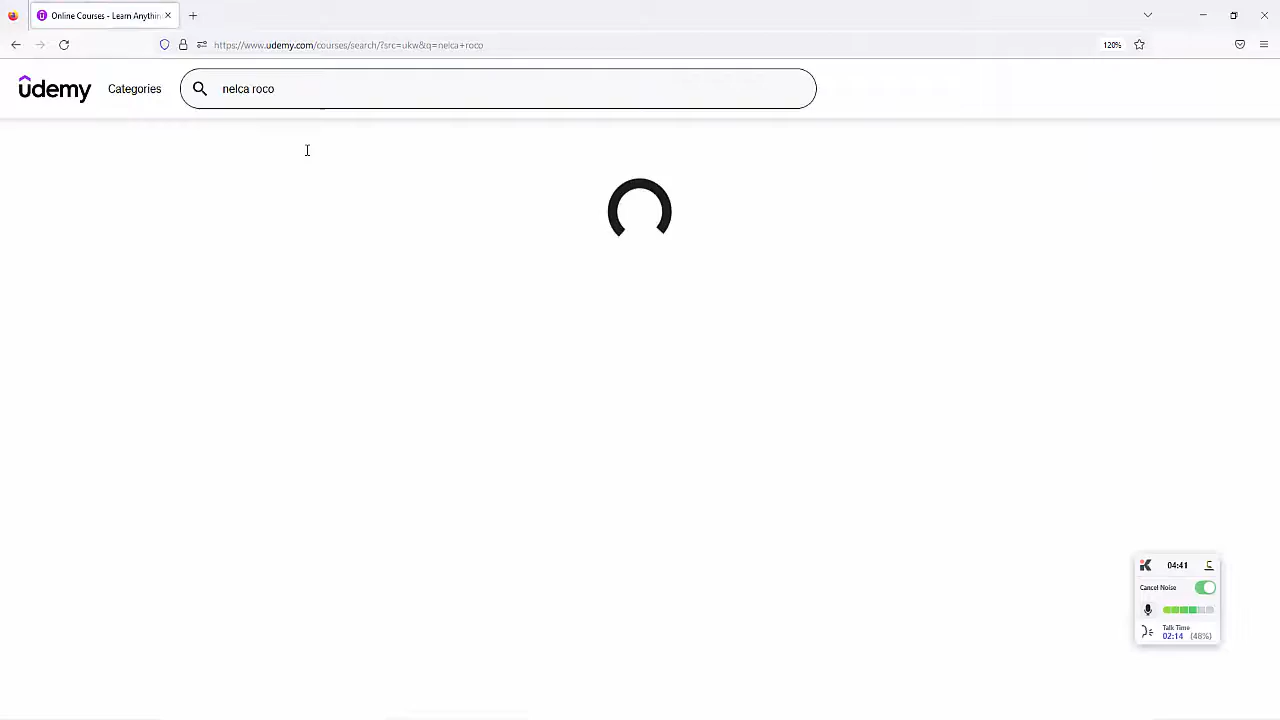 Online Courses - Learn Anythin
https://www.udemy.com/courses/search/?src=ukw&q=nelca+roco
120%
udemy
Categories
nelca roco
04:41
Cancel Noise
Talk Time
02:14 (48%)